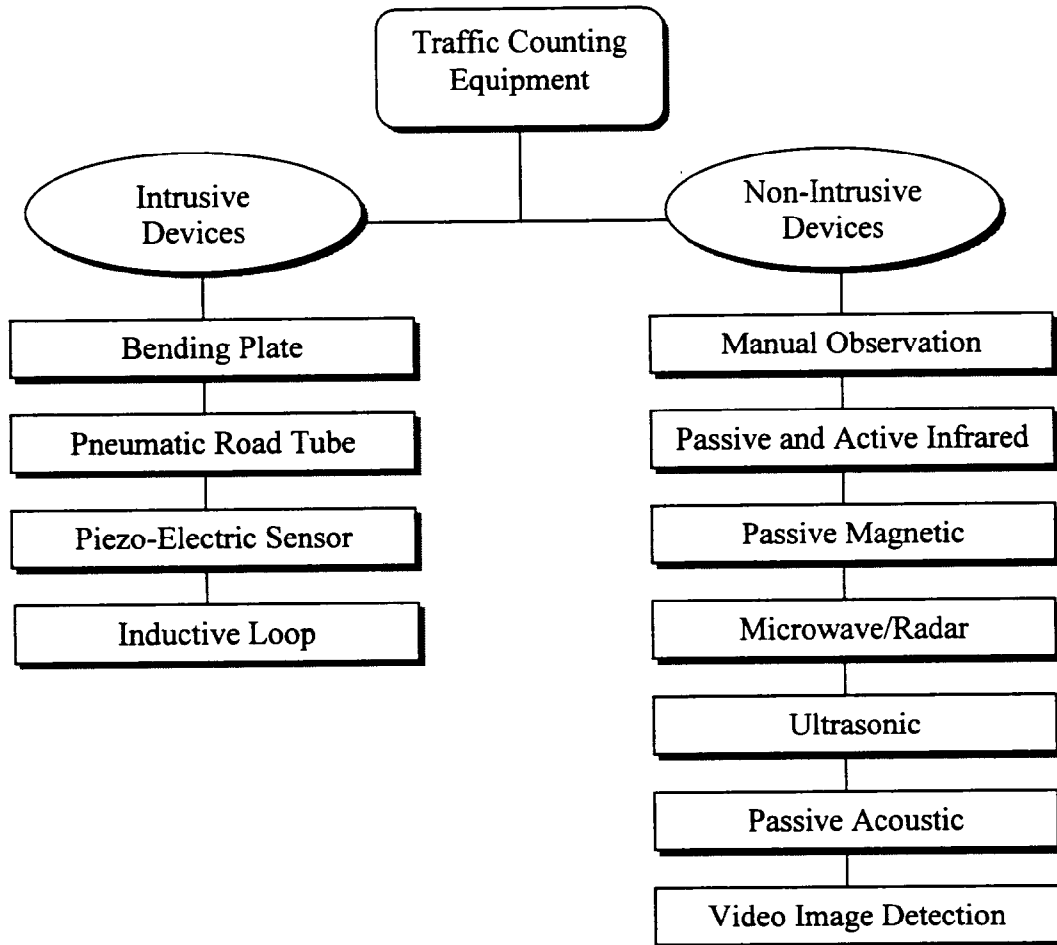 Traffic Counting
Equipment
Intrusive
Devices
Non-Intrusive
Devices
Bending Plate
Pneumatic Road Tube
Piezo-Electric Sensor
Inductive Loop
Manual Observation
Passive and Active Infrared
Passive Magnetic
Microwave/Radar
Ultrasonic
Passive Acoustic
Video Image Detection